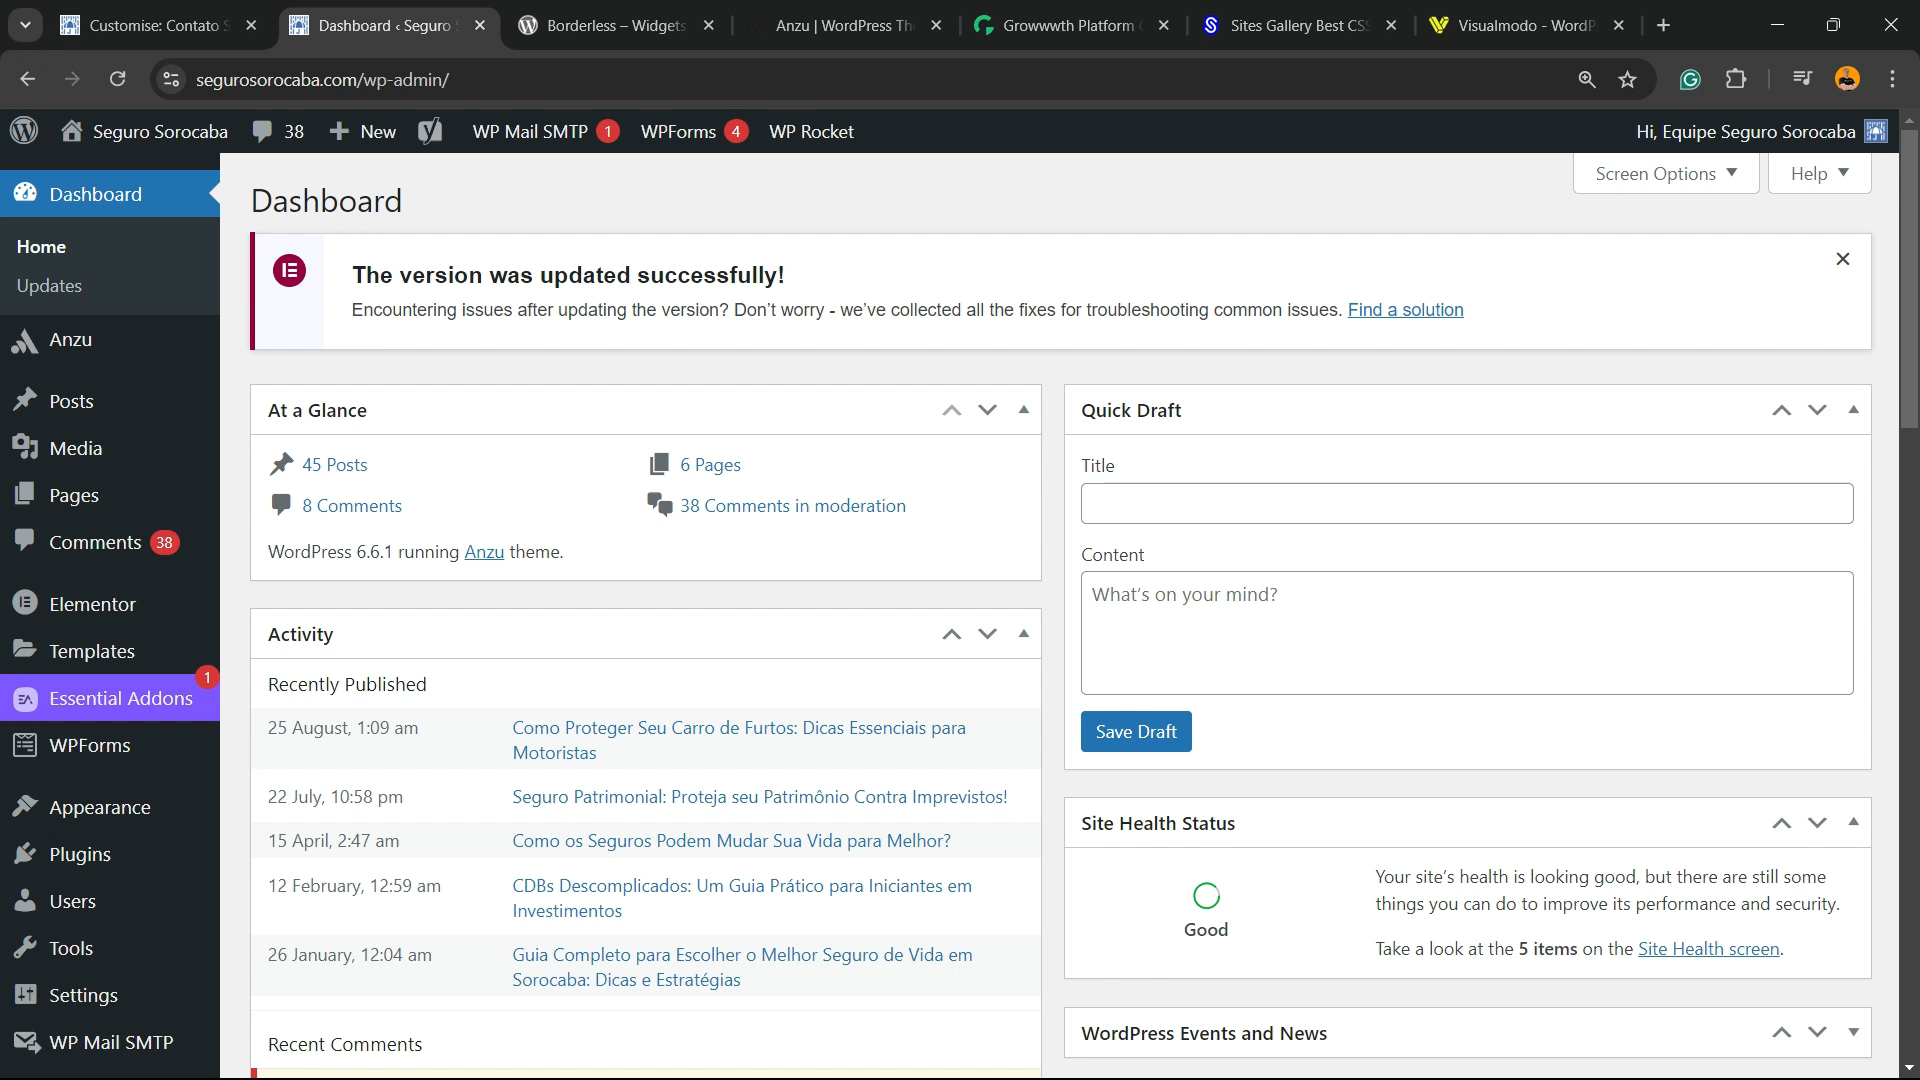 Customise: Contato
Dashboard ‹ Seguro
Borderless – Widgets
Anzu | WordPress Th
Growwwth Platform
Sites Gallery Best CS
Visualmodo - WordP
segurosorocaba.com/wp-admin/
Seguro Sorocaba
38
New
WP Mail SMTP 1
WPForms 4
WP Rocket
Hi, Equipe Seguro Sorocaba
Dashboard
Home
Updates
Anzu
Posts
Media
Pages
Comments 38
Elementor
Templates
Essential Addons 1
WPForms
Appearance
Plugins
Users
Tools
Settings
WP Mail SMTP
Screen Options
Help
Dashboard
The version was updated successfully!
Encountering issues after updating the version? Don't worry - we've collected all the fixes for troubleshooting common issues. Find a solution
At a Glance
45 Posts
6 Pages
8 Comments
38 Comments in moderation
WordPress 6.6.1 running Anzu theme.
Activity
Recently Published
25 August, 1:09 am
Como Proteger Seu Carro de Furtos: Dicas Essenciais para
Motoristas
22 July, 10:58 pm
Seguro Patrimonial: Proteja seu Patrimônio Contra Imprevistos!
15 April, 2:47 am
Como os Seguros Podem Mudar Sua Vida para Melhor?
12 February, 12:59 am
CDBs Descomplicados: Um Guia Prático para Iniciantes em
Investimentos
26 January, 12:04 am
Guia Completo para Escolher o Melhor Seguro de Vida em
Sorocaba: Dicas e Estratégias
Recent Comments
Quick Draft
Title
Content
What's on your mind?
Save Draft
Site Health Status
Good
Your site's health is looking good, but there are still some
things you can do to improve its performance and security.
Take a look at the 5 items on the Site Health screen.
WordPress Events and News